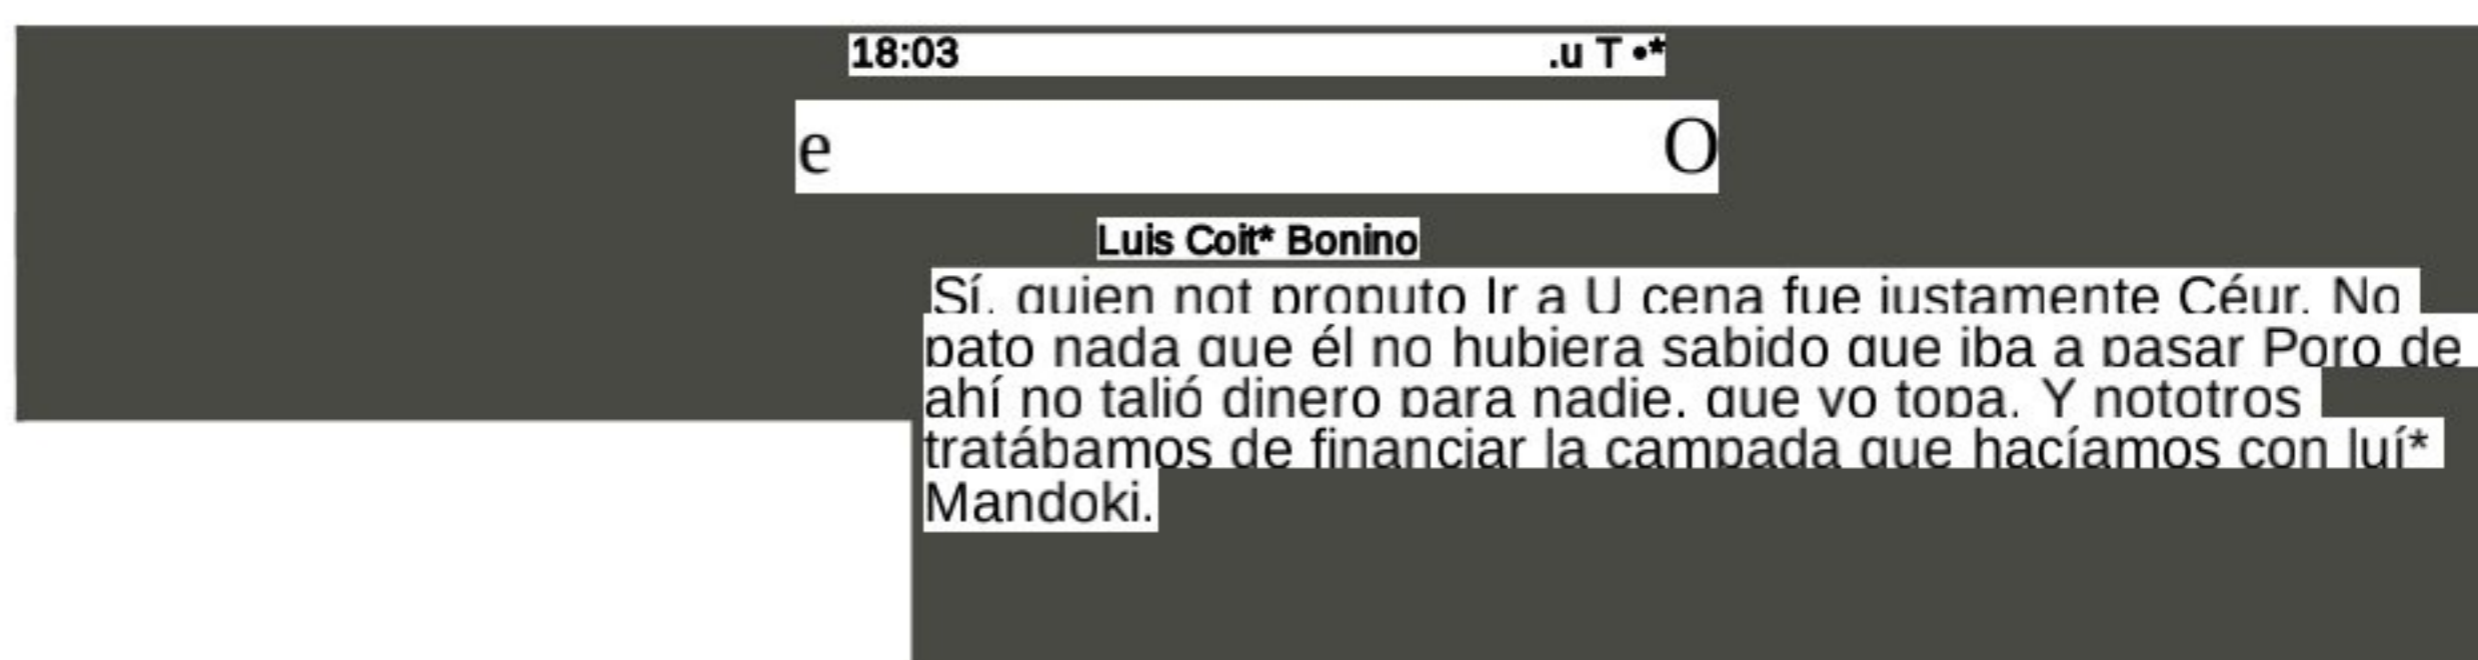 18:03 .u T •*
e O
Luis Coit* Bonino
Sí, quien not proputo Ir a U cena fue justamente Céur. No
pato nada que él no hubiera sabido que iba a pasar Poro de
ahí no talió dinero para nadie, que yo topa. Y nototros
tratábamos de financiar la campada que hacíamos con luí*
Mandoki.